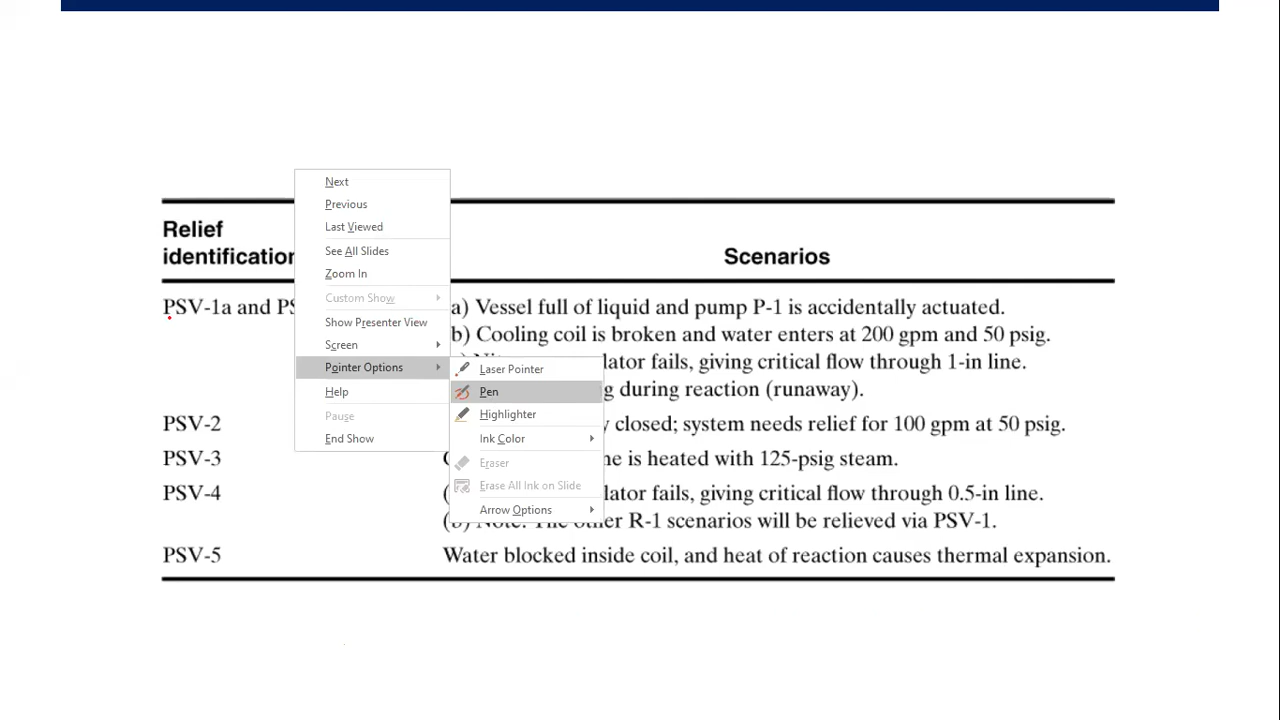 Relief
identification
Scenarios
PSV-1a and PS
a) Vessel full of liquid and pump P-1 is accidentally actuated.
b) Cooling coil is broken and water enters at 200 gpm and 50 psig.
lator fails, giving critical flow through 1-in line.
g during reaction (runaway).
PSV-2
y closed; system needs relief for 100 gpm at 50 psig.
PSV-3
ne is heated with 125-psig steam.
PSV-4
lator fails, giving critical flow through 0.5-in line.
(b) Note: The other R-1 scenarios will be relieved via PSV-1.
PSV-5
Water blocked inside coil, and heat of reaction causes thermal expansion.
Next
Previous
Last Viewed
See All Slides
Zoom In
Custom Show
Show Presenter View
Screen
Pointer Options
Help
Pause
End Show
Laser Pointer
Pen
Highlighter
Ink Color
Eraser
Erase All Ink on Slide
Arrow Options